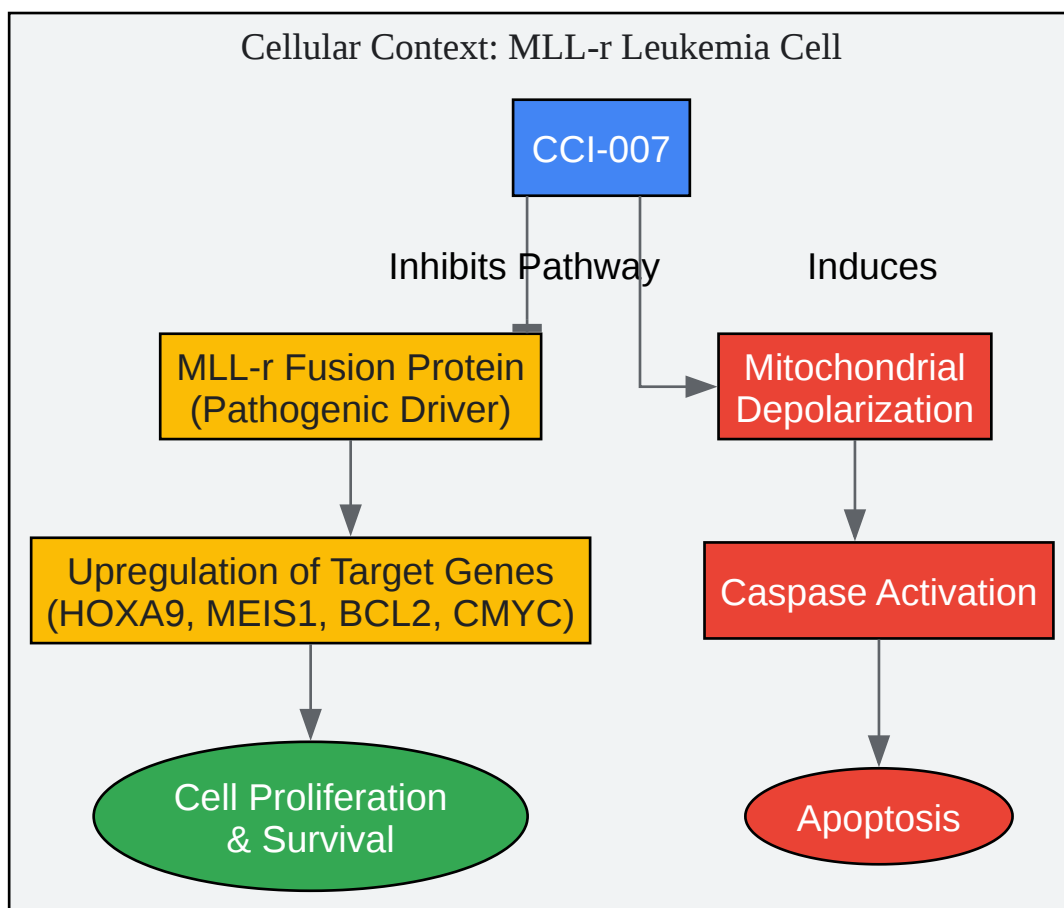 Cellular Context: MLL-r Leukemia Cell
CCI-007
Inhibits Pathway
Induces
MLL-r Fusion Protein
(Pathogenic Driver)
Mitochondrial
Depolarization
Upregulation of Target Genes
(HOXA9, MEIS1, BCL2, CMYC)
Caspase Activation
Cell Proliferation
& Survival
Apoptosis